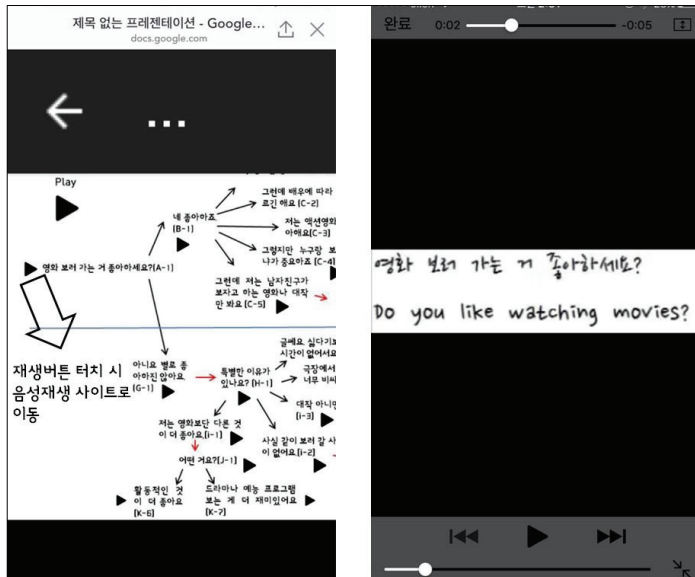 제목 없는 프레젠테이션 - Google...
docs.google.com
Play
그런데 배우에 따라
르긴 해요 [C-2]
네 좋아하죠.
[B-1]
저는 액션영화
아해요[C-3]
그렇지만 누구랑 보
냐가 중요하죠 [C-4]
영화 보러 가는 거 좋아하세요?[A-1]
그런데 저는 남자친구가
보자고 하는 영화나 대작
만 봐요 [C-5]
재생버튼 터치 시
음성재생 사이트로
이동
아니요 별로 좋
아하진 않아요.
[G-1]
특별한 이유가
있나요? [H-1]
글쎄요 싫다기보
시간이 없어서요
극장에서
너무 비싸
대작 아니면
[i-3]
저는 영화보단 다른 것
이 더 좋아요.[i-1]
사실 같이 보러 갈 사
이 없어요 [i-2]
어떤 거요?[J-1]
활동적인 것
이 더 좋아요
[K-6]
드라마나 예능 프로그램
보는 게 더 재미있어요
[K-7]
완료
0:02
-0:05
영화 보러 가는 거 좋아하세요?
Do you like watching movies?